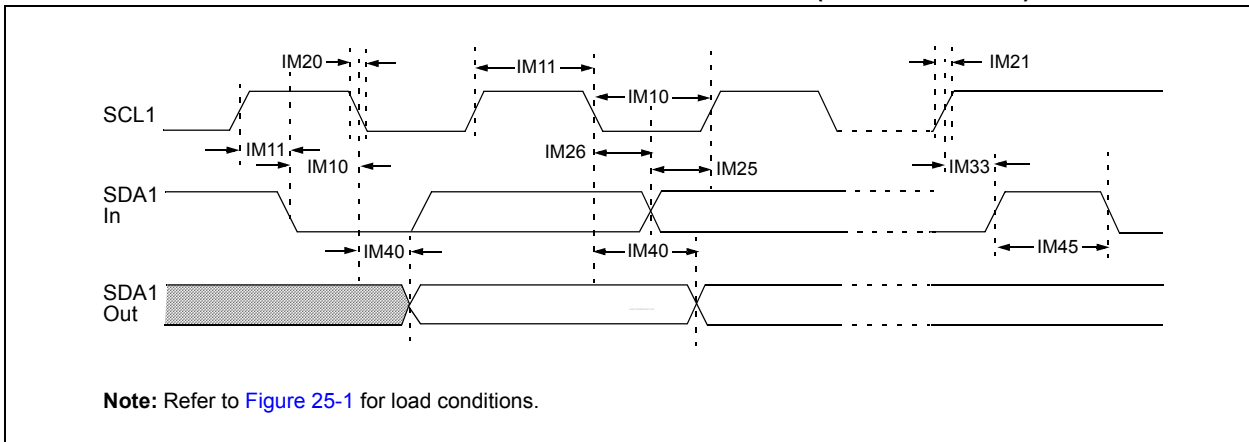 IM20
IM11
IM21
SCL1
IM10
IM11
IM10
IM26
IM25
IM33
SDA1
In
IM40
IM40
IM45
SDA1
Out
Note: Refer to Figure 25-1 for load conditions.